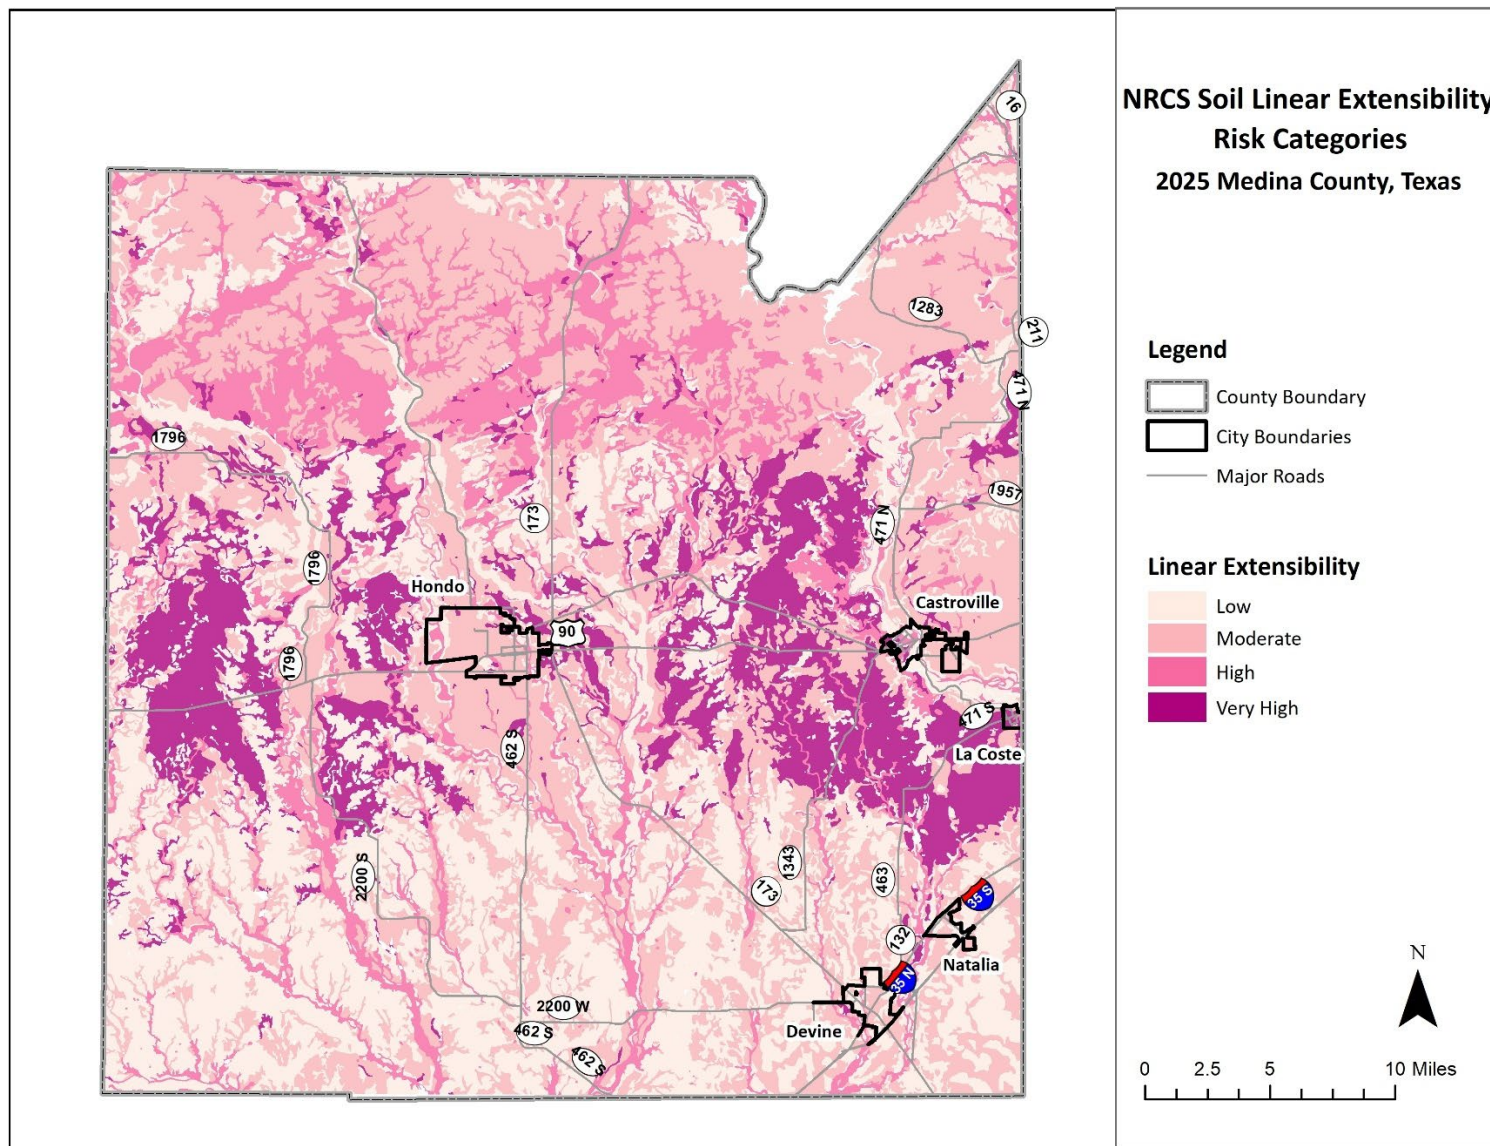 NRCS Soil Linear Extensibility
Risk Categories
2025 Medina County, Texas
16
1283
211
471 N
1796
1957
173
471 N
1796
Hondo
Castroville
90
1796
471 S
462 S
La Coste
1343
2200 S
173
463
35 S
132
Natalia
35 N
2200 W
Devine
462 S
462 S
Legend
County Boundary
City Boundaries
Major Roads
Linear Extensibility
Low
Moderate
High
Very High
N
0 2.5 5 10 Miles